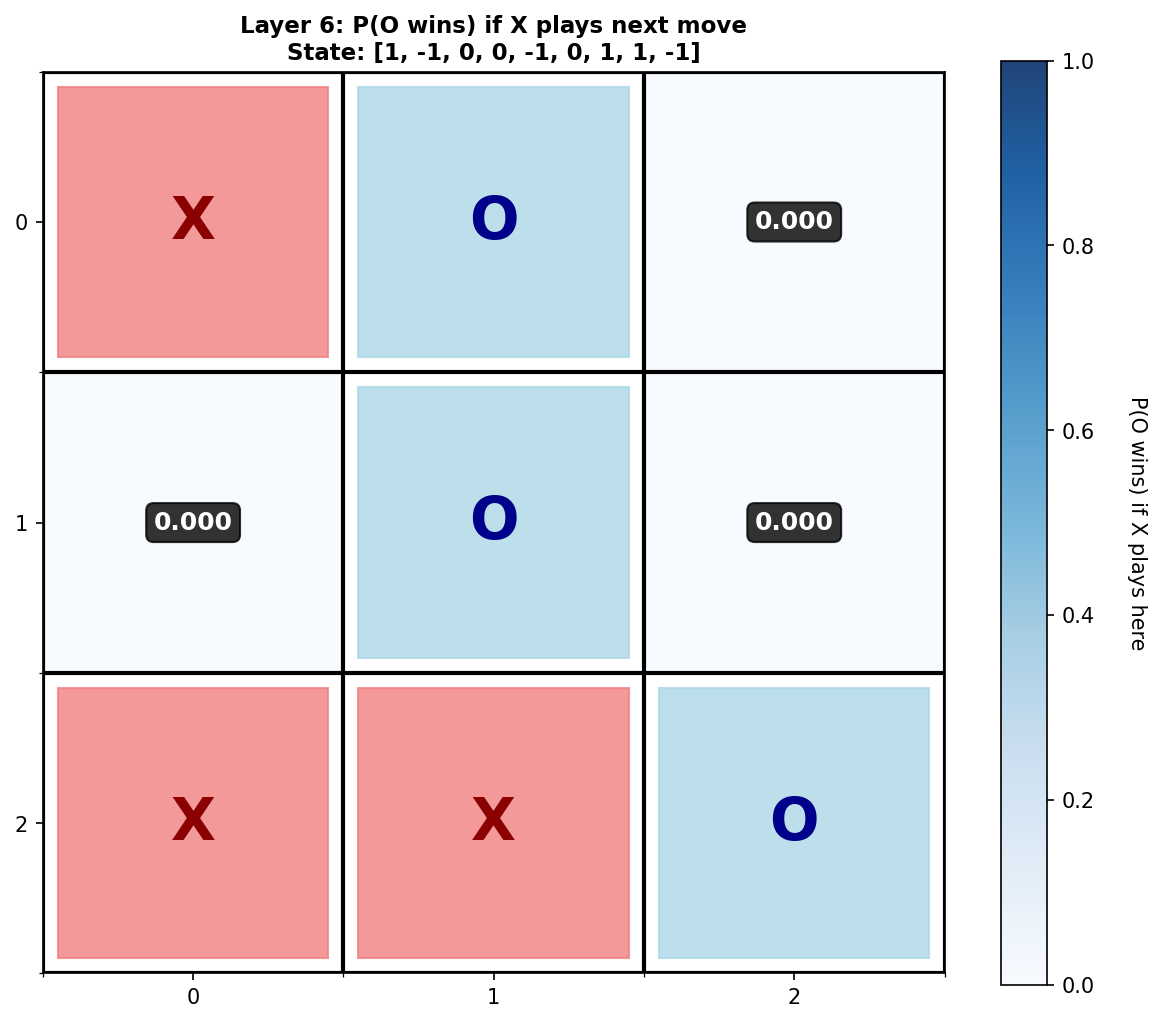 Layer 6: P(O wins) if X plays next move
State: [1, -1, 0, 0, -1, 0, 1, 1, -1]
0
X
O
0.000
1
0.000
O
0.000
2
X
X
O
0
1
2
1.0
0.8
0.6
0.4
0.2
0.0
P(O wins) if X plays here